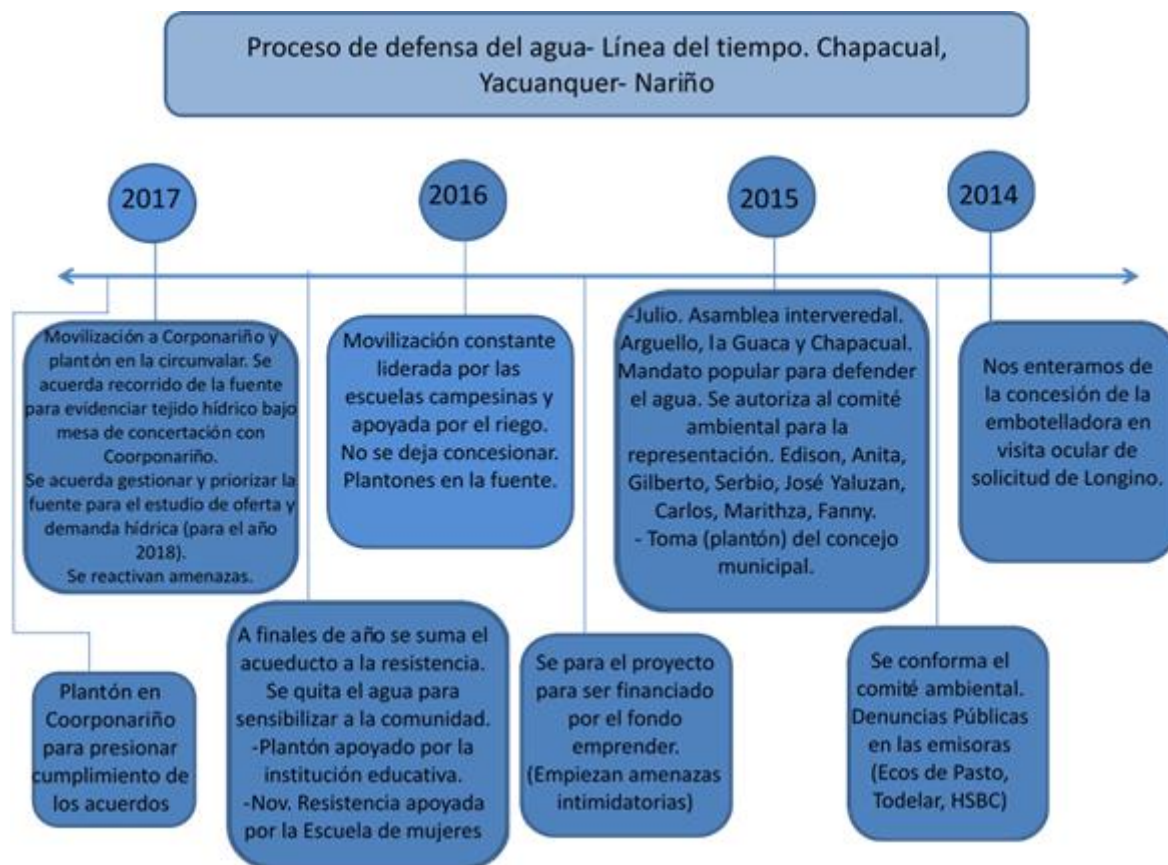 Proceso de defensa del agua- Línea del tiempo. Chapacual,
Yacuanquer- Nariño
2017
2016
2015
2014
Movilización a Corponariño y
plantón en la circunvalar. Se
acuerda recorrido de la fuente
para evidenciar tejido hídrico bajo
mesa de concertación con
Coorponariño.
Se acuerda gestionar y priorizar la
fuente para el estudio de oferta y
demanda hídrica (para el año
2018).
Se reactivan amenazas.
Movilización constante
liderada por las
escuelas campesinas y
apoyada por el riego.
No se deja concesionar.
Plantones en la fuente.
-Julio. Asamblea interveredal.
Arguello, la Guaca y Chapacual.
Mandato popular para defender
el agua. Se autoriza al comité
ambiental para la
representación. Edison, Anita,
Gilberto, Serbio, José Yaluzan,
Carlos, Marithza, Fanny.
- Toma (plantón) del concejo
municipal.
Nos enteramos de
la concesión de la
embotelladora en
visita ocular de
solicitud de Longino.
Plantón en
Coorponariño
para presionar
cumplimiento de
los acuerdos
A finales de año se suma el
acueducto a la resistencia.
Se quita el agua para
sensibilizar a la comunidad.
-Plantón apoyado por la
institución educativa.
-Nov. Resistencia apoyada
por la Escuela de mujeres
Se para el proyecto
para ser financiado
por el fondo
emprender.
(Empiezan amenazas
intimidatorias)
Se conforma el
comité ambiental.
Denuncias Públicas
en las emisoras
(Ecos de Pasto,
Todelar, HSBC)